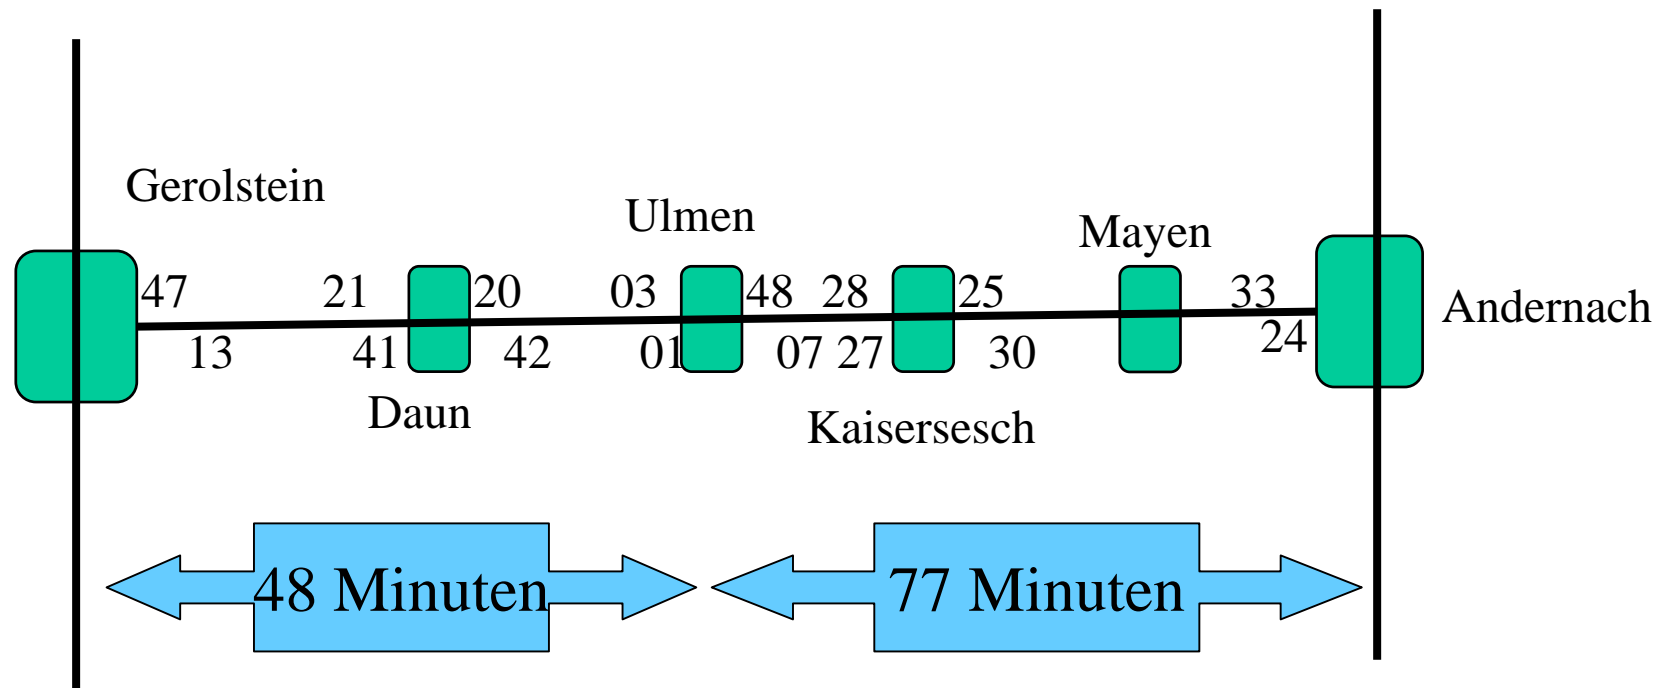 Gerolstein
Ulmen
Mayen
47 21 20 03 48 28 25 33
Andernach
13 41 42 01 07 27 30 24
Daun
Kaisersesch
48 Minuten 77 Minuten